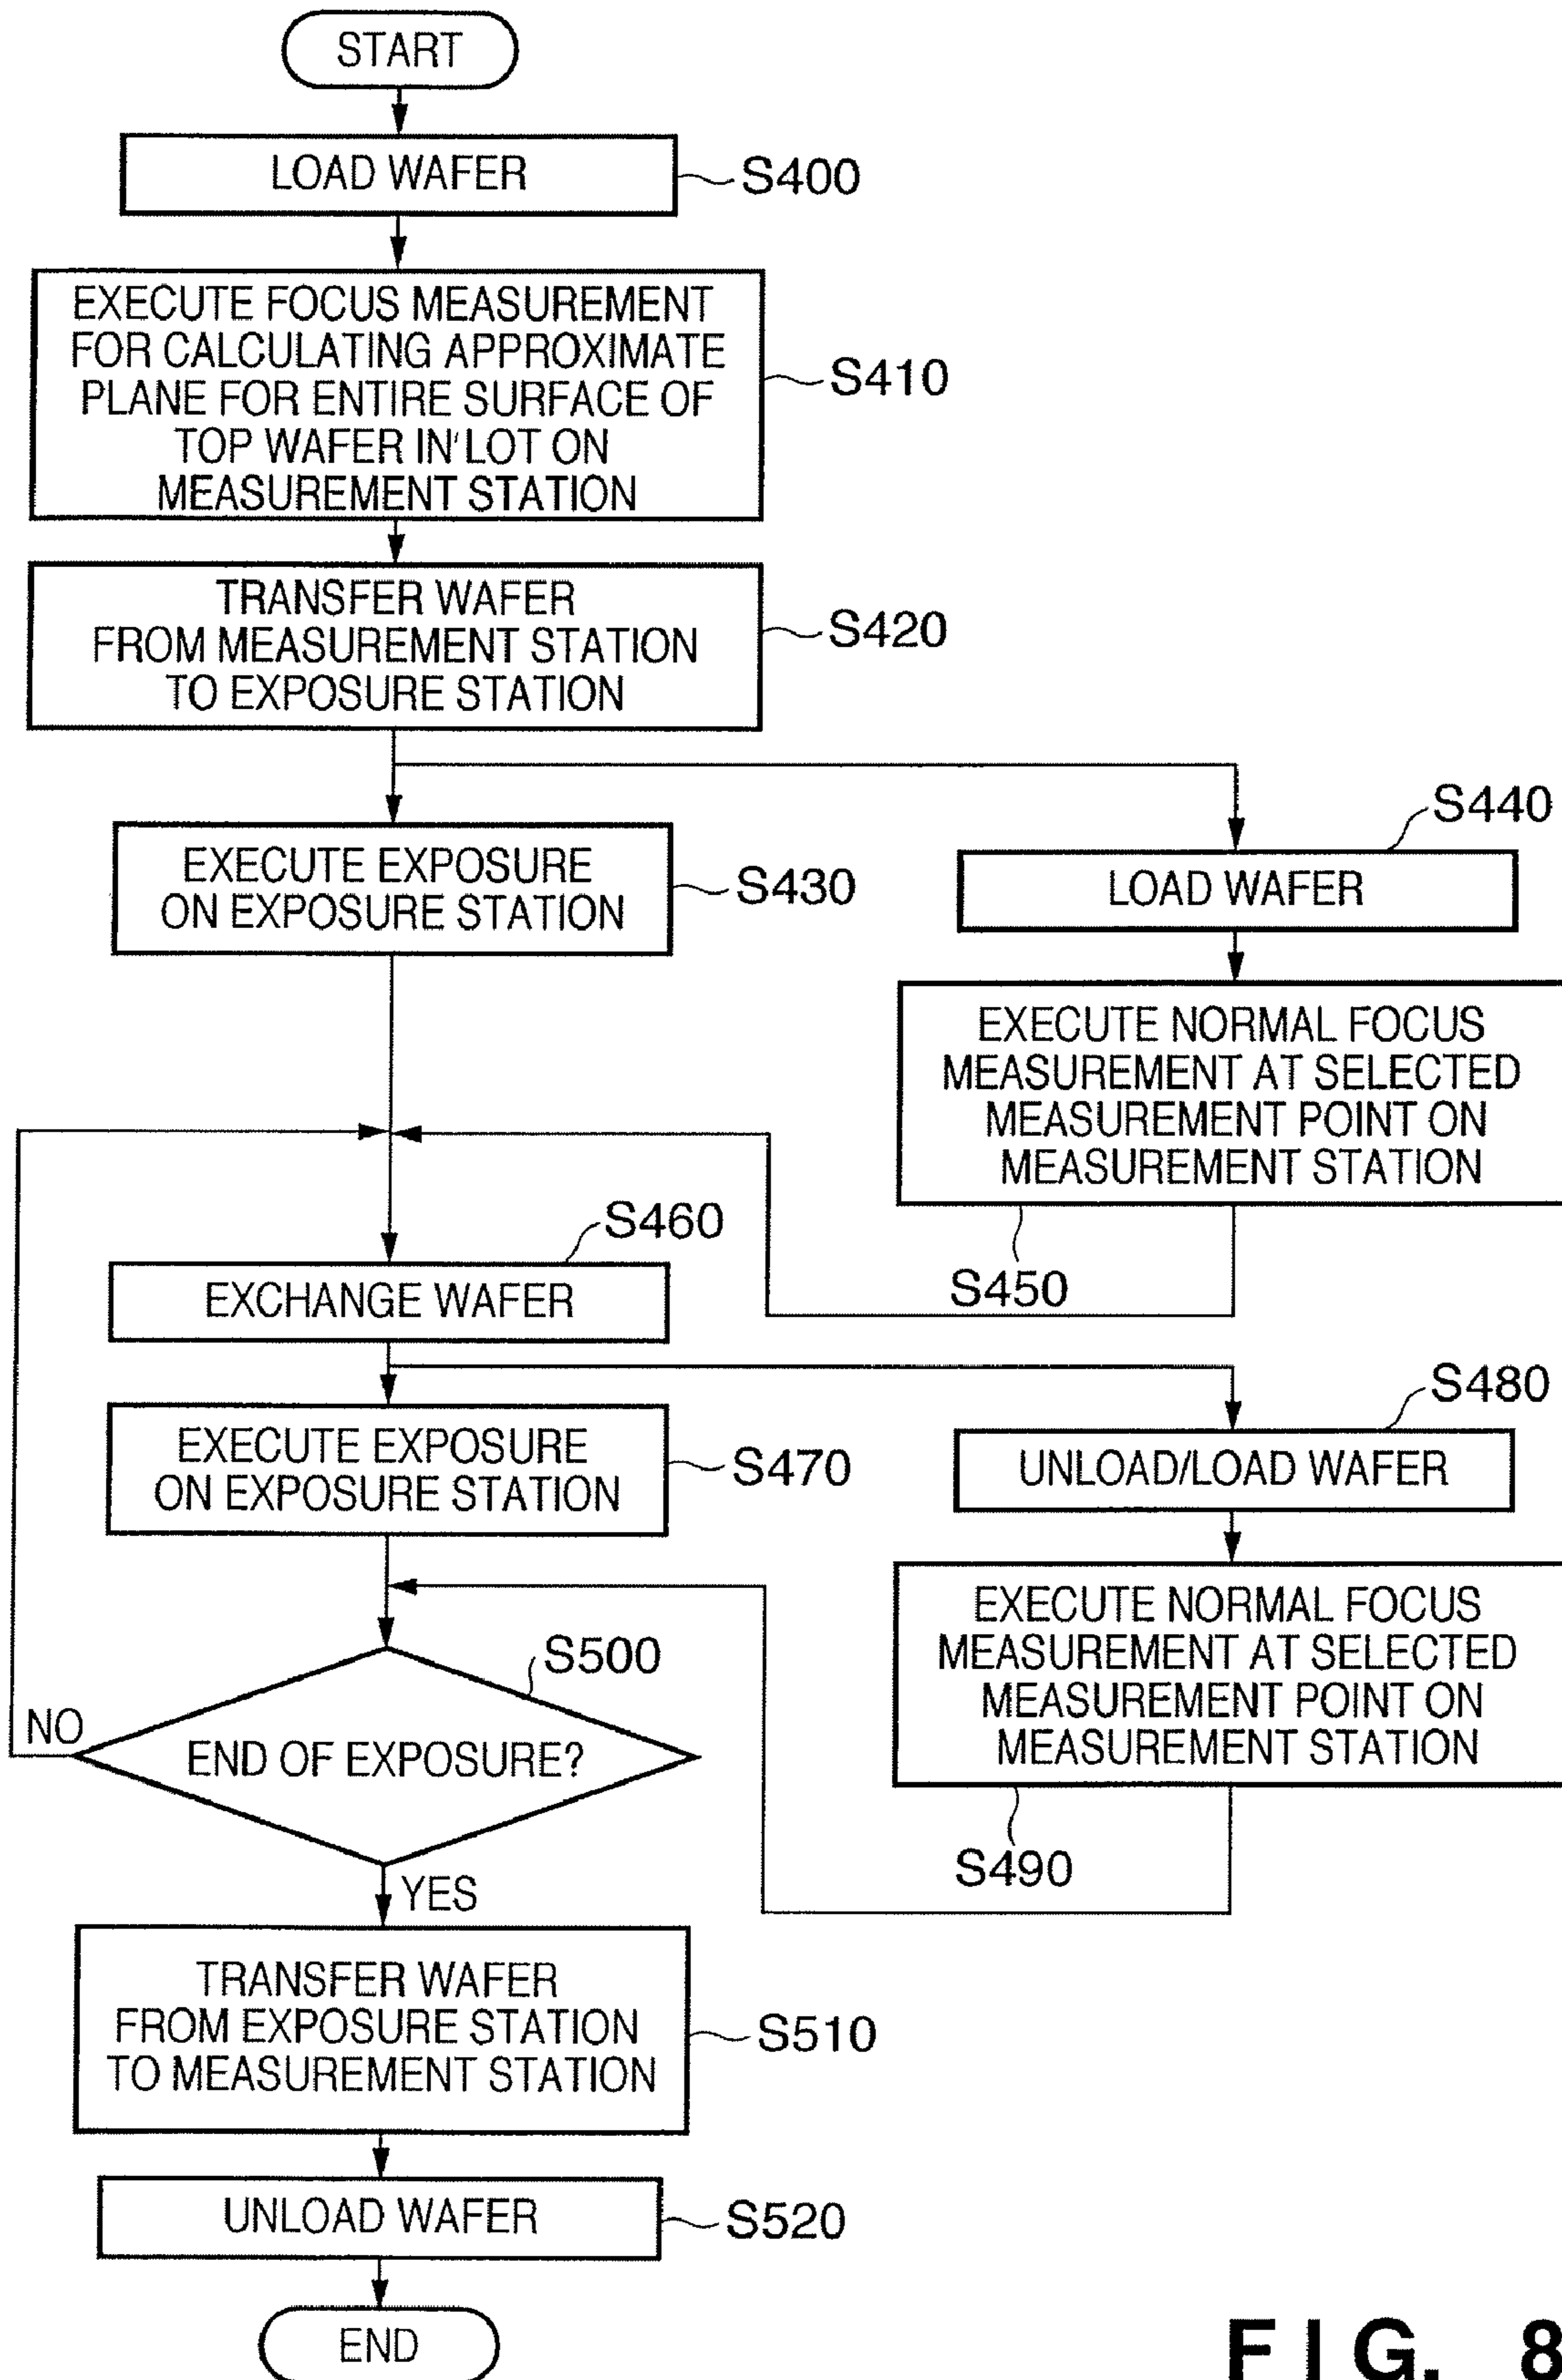 START
LOAD WAFER
S400
EXECUTE FOCUS MEASUREMENT
FOR CALCULATING APPROXIMATE
PLANE FOR ENTIRE SURFACE OF
TOP WAFER IN LOT ON
MEASUREMENT STATION
S410
TRANSFER WAFER
FROM MEASUREMENT STATION
TO EXPOSURE STATION
S420
EXECUTE EXPOSURE
ON EXPOSURE STATION
S430
S440
LOAD WAFER
EXECUTE NORMAL FOCUS
MEASUREMENT AT SELECTED
MEASUREMENT POINT ON
MEASUREMENT STATION
S450
S460
EXCHANGE WAFER
EXECUTE EXPOSURE
ON EXPOSURE STATION
S470
S480
UNLOAD/LOAD WAFER
EXECUTE NORMAL FOCUS
MEASUREMENT AT SELECTED
MEASUREMENT POINT ON
MEASUREMENT STATION
S490
S500
END OF EXPOSURE?
NO
YES
TRANSFER WAFER
FROM EXPOSURE STATION
TO MEASUREMENT STATION
S510
UNLOAD WAFER
S520
END
FIG. 8